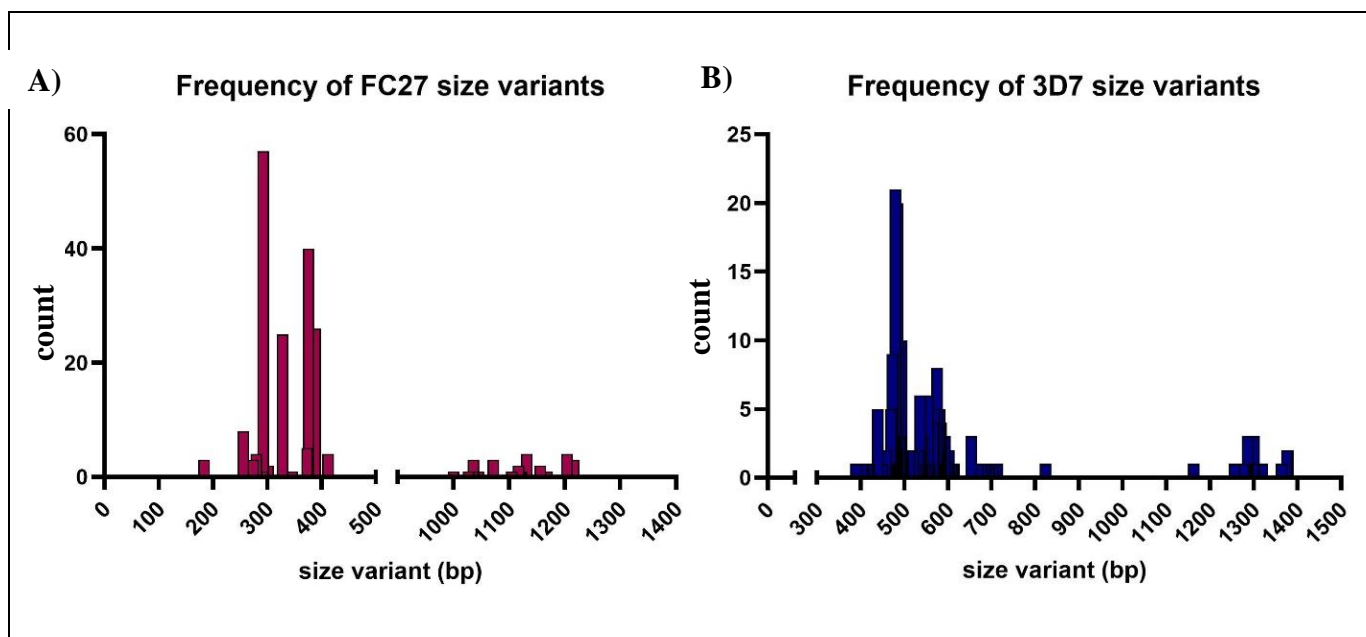 A)
Frequency of FC27 size variants
60
40
20
0
count
0 100 200 300 400 500 1000 1100 1200 1300 1400
size variant (bp)
B)
Frequency of 3D7 size variants
25
20
15
10
5
0
count
0 300 400 500 600 700 800 900 1000 1100 1200 1300 1400 1500
size variant (bp)